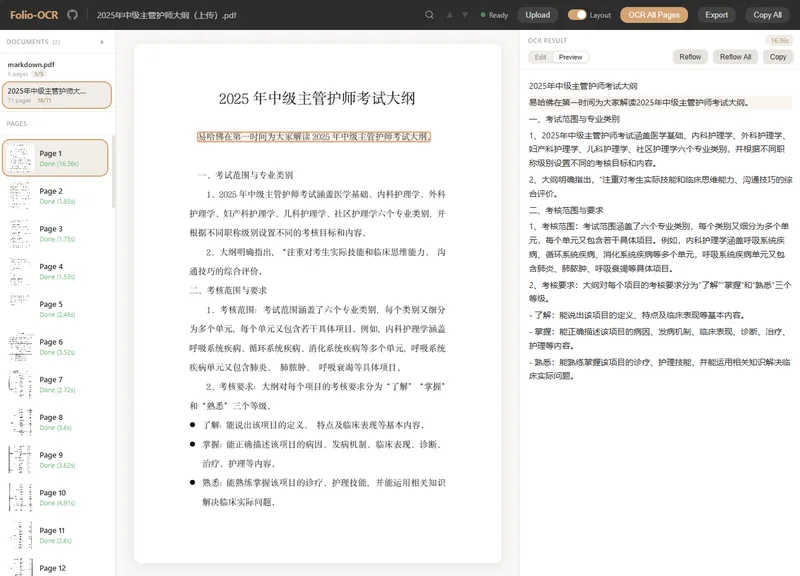 Folio-OCR
2025年中级主管护师大纲（上传）.pdf
Ready
Upload
Layout
OCR All Pages
Export
Copy All
DOCUMENTS (2)
markdown.pdf
5 pages 5/5
2025年中级主管护师大...
71 pages 18/71
PAGES
Page 1
Done (16.36s)
Page 2
Done (1.85s)
Page 3
Done (1.75s)
Page 4
Done (1.53s)
Page 5
Done (2.46s)
Page 6
Done (3.52s)
Page 7
Done (2.72s)
Page 8
Done (3.6s)
Page 9
Done (3.62s)
Page 10
Done (4.91s)
Page 11
Done (2.6s)
Page 12
2025 年中级主管护师考试大纲
易哈佛在第一时间为大家解读 2025 年中级主管护师考试大纲。
一、考试范围与专业类别
1、2025 年中级主管护师考试涵盖医学基础、内科护理学、外科
护理学、妇产科护理学、儿科护理学、社区护理学六个专业类别，并
根据不同职称级别设置不同的考核目标和内容。
2、大纲明确指出，“注重对考生实际技能和临床思维能力、沟
通技巧的综合评价。
二、考核范围与要求
1、考核范围：考试范围涵盖了六个专业类别，每个类别又细分
为多个单元，每个单元又包含若干具体项目。例如，内科护理学涵盖
呼吸系统疾病、循环系统疾病、消化系统疾病等多个单元，呼吸系统
疾病单元又包含肺炎、肺脓肿、呼吸衰竭等具体项目。
2、考核要求：大纲对每个项目的考核要求分为“了解”“掌握”
和“熟悉”三个等级。
● 了解：能说出该项目的定义、特点及临床表现等基本内容。
● 掌握：能正确描述该项目的病因、发病机制、临床表现、诊断、
治疗、护理等内容。
● 熟悉：能熟练掌握该项目的诊疗、护理技能，并能运用相关知识
解决临床实际问题。
OCR RESULT
16.36s
Edit
Preview
Reflow
Reflow All
Copy
2025年中级主管护师考试大纲
易哈佛在第一时间为大家解读2025年中级主管护师考试大纲。
一、考试范围与专业类别
1、2025年中级主管护师考试涵盖医学基础、内科护理学、外科护理学、
妇产科护理学、儿科护理学、社区护理学六个专业类别，并根据不同职
称级别设置不同的考核目标和内容。
2、大纲明确指出，“注重对考生实际技能和临床思维能力、沟通技巧的综
合评价。
二、考核范围与要求
1、考核范围：考试范围涵盖了六个专业类别，每个类别又细分为多个单
元，每个单元又包含若干具体项目。例如，内科护理学涵盖呼吸系统疾
病、循环系统疾病、消化系统疾病等多个单元，呼吸系统疾病单元又包
含肺炎、肺脓肿、呼吸衰竭等具体项目。
2、考核要求：大纲对每个项目的考核要求分为“了解”“掌握”和“熟悉”三个
等级。
- 了解：能说出该项目的定义、特点及临床表现等基本内容。
- 掌握：能正确描述该项目的病因、发病机制、临床表现、诊断、治疗、
护理等内容。
- 熟悉：能熟练掌握该项目的诊疗、护理技能，并能运用相关知识解决临
床实际问题。